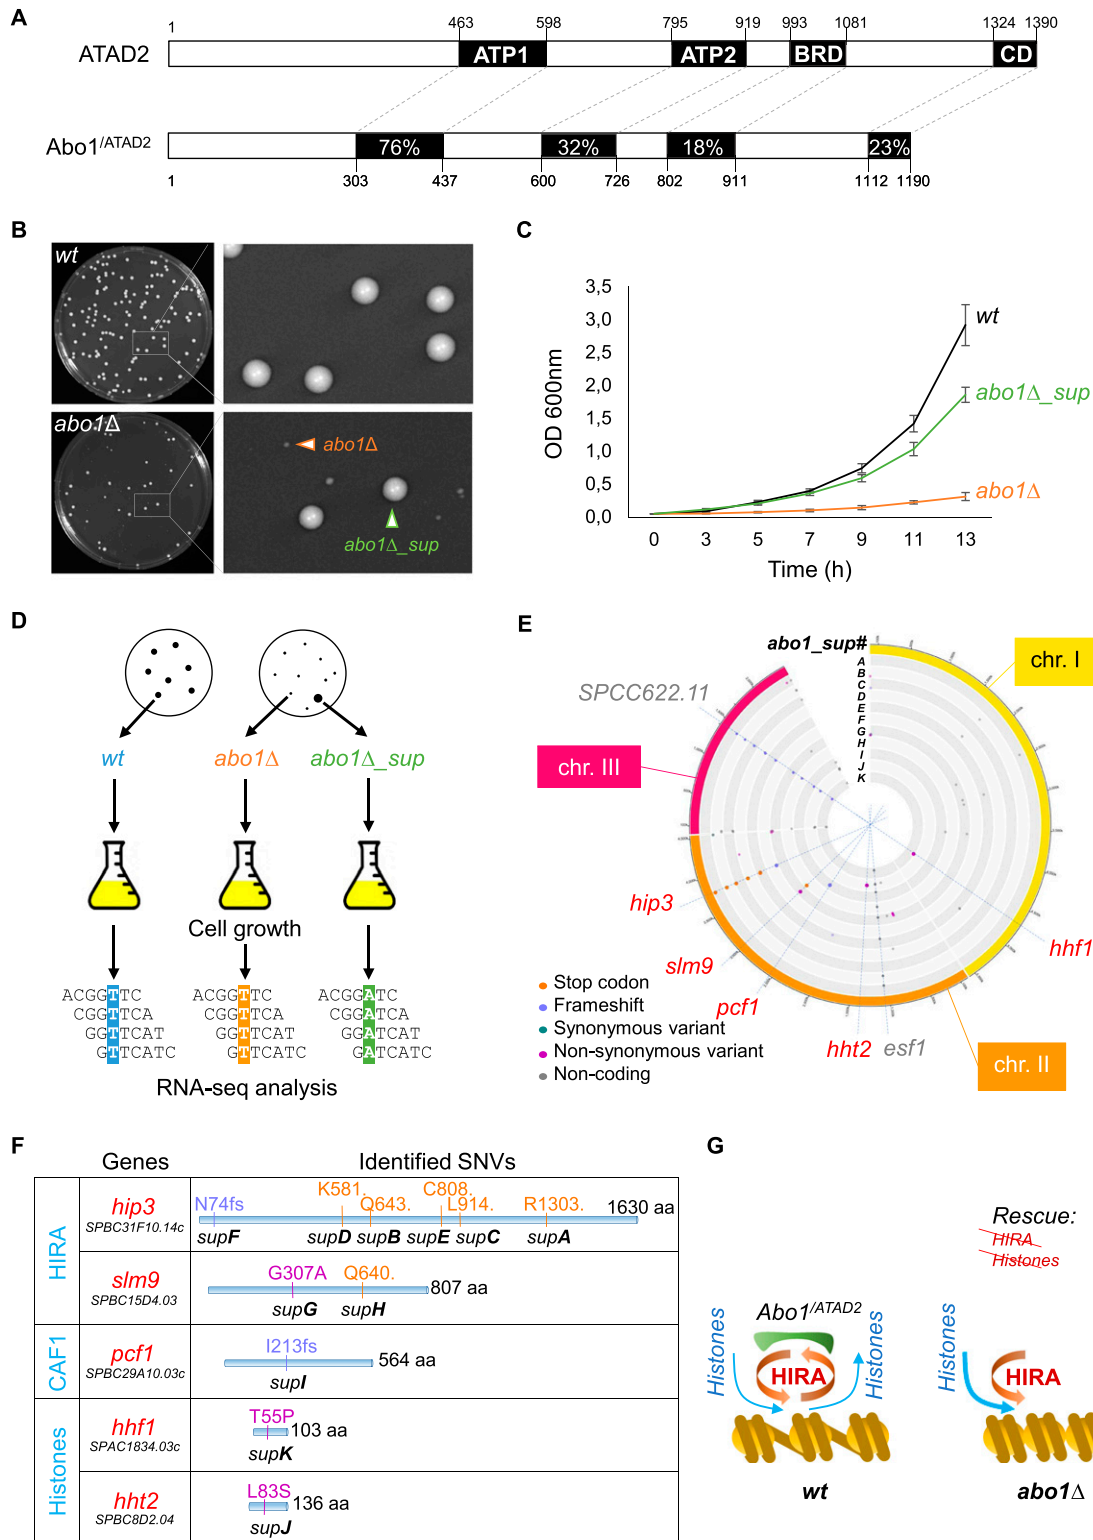 A
1 463 598 795 919 993 1081 1324 1390
ATAD2 ATP1 ATP2 BRD CD
Abo1/ATAD2 76% 32% 18% 23%
1 303 437 600 726 802 911 1112 1190
B
wt
abo1Δ
abo1Δ
abo1Δ_sup
C
3,5
3,0
2,5
2,0
1,5
1,0
0,5
0,0
OD 600nm
wt
abo1Δ_sup
abo1Δ
0 3 5 7 9 11 13
Time (h)
D
wt abo1Δ abo1Δ_sup
Cell growth
ACGGTTC ACGGTTC ACGGATC
CGGTTCA CGGTTCA CGGATCA
GGTTCAT GGTTCAT GGATCAT
GTTCATC GTTCATC GATCATC
RNA-seq analysis
E
abo1_sup#
A
B
C
D
E
F
G
H
I
J
K
chr. I
SPCC622.11
chr. III
hip3
slm9
pcf1
hht2
esf1
hhf1
chr. II
Stop codon
Frameshift
Synonymous variant
Non-synonymous variant
Non-coding
F
Genes Identified SNVs
HIRA
hip3
SPBC31F10.14c
N74fs K581. Q643. C808. L914. R1303. 1630 aa
supF supD supB supE supC supA
slm9
SPBC15D4.03
G307A Q640. 807 aa
supG supH
CAF1
pcf1
SPBC29A10.03c
I213fs 564 aa
supI
Histones
hhf1
SPAC1834.03c
T55P 103 aa
supK
hht2
SPBC8D2.04
L83S 136 aa
supJ
G
Rescue:
HIRA
Histones
Histones
Abo1/ATAD2
HIRA
Histones
wt
Histones
HIRA
abo1Δ